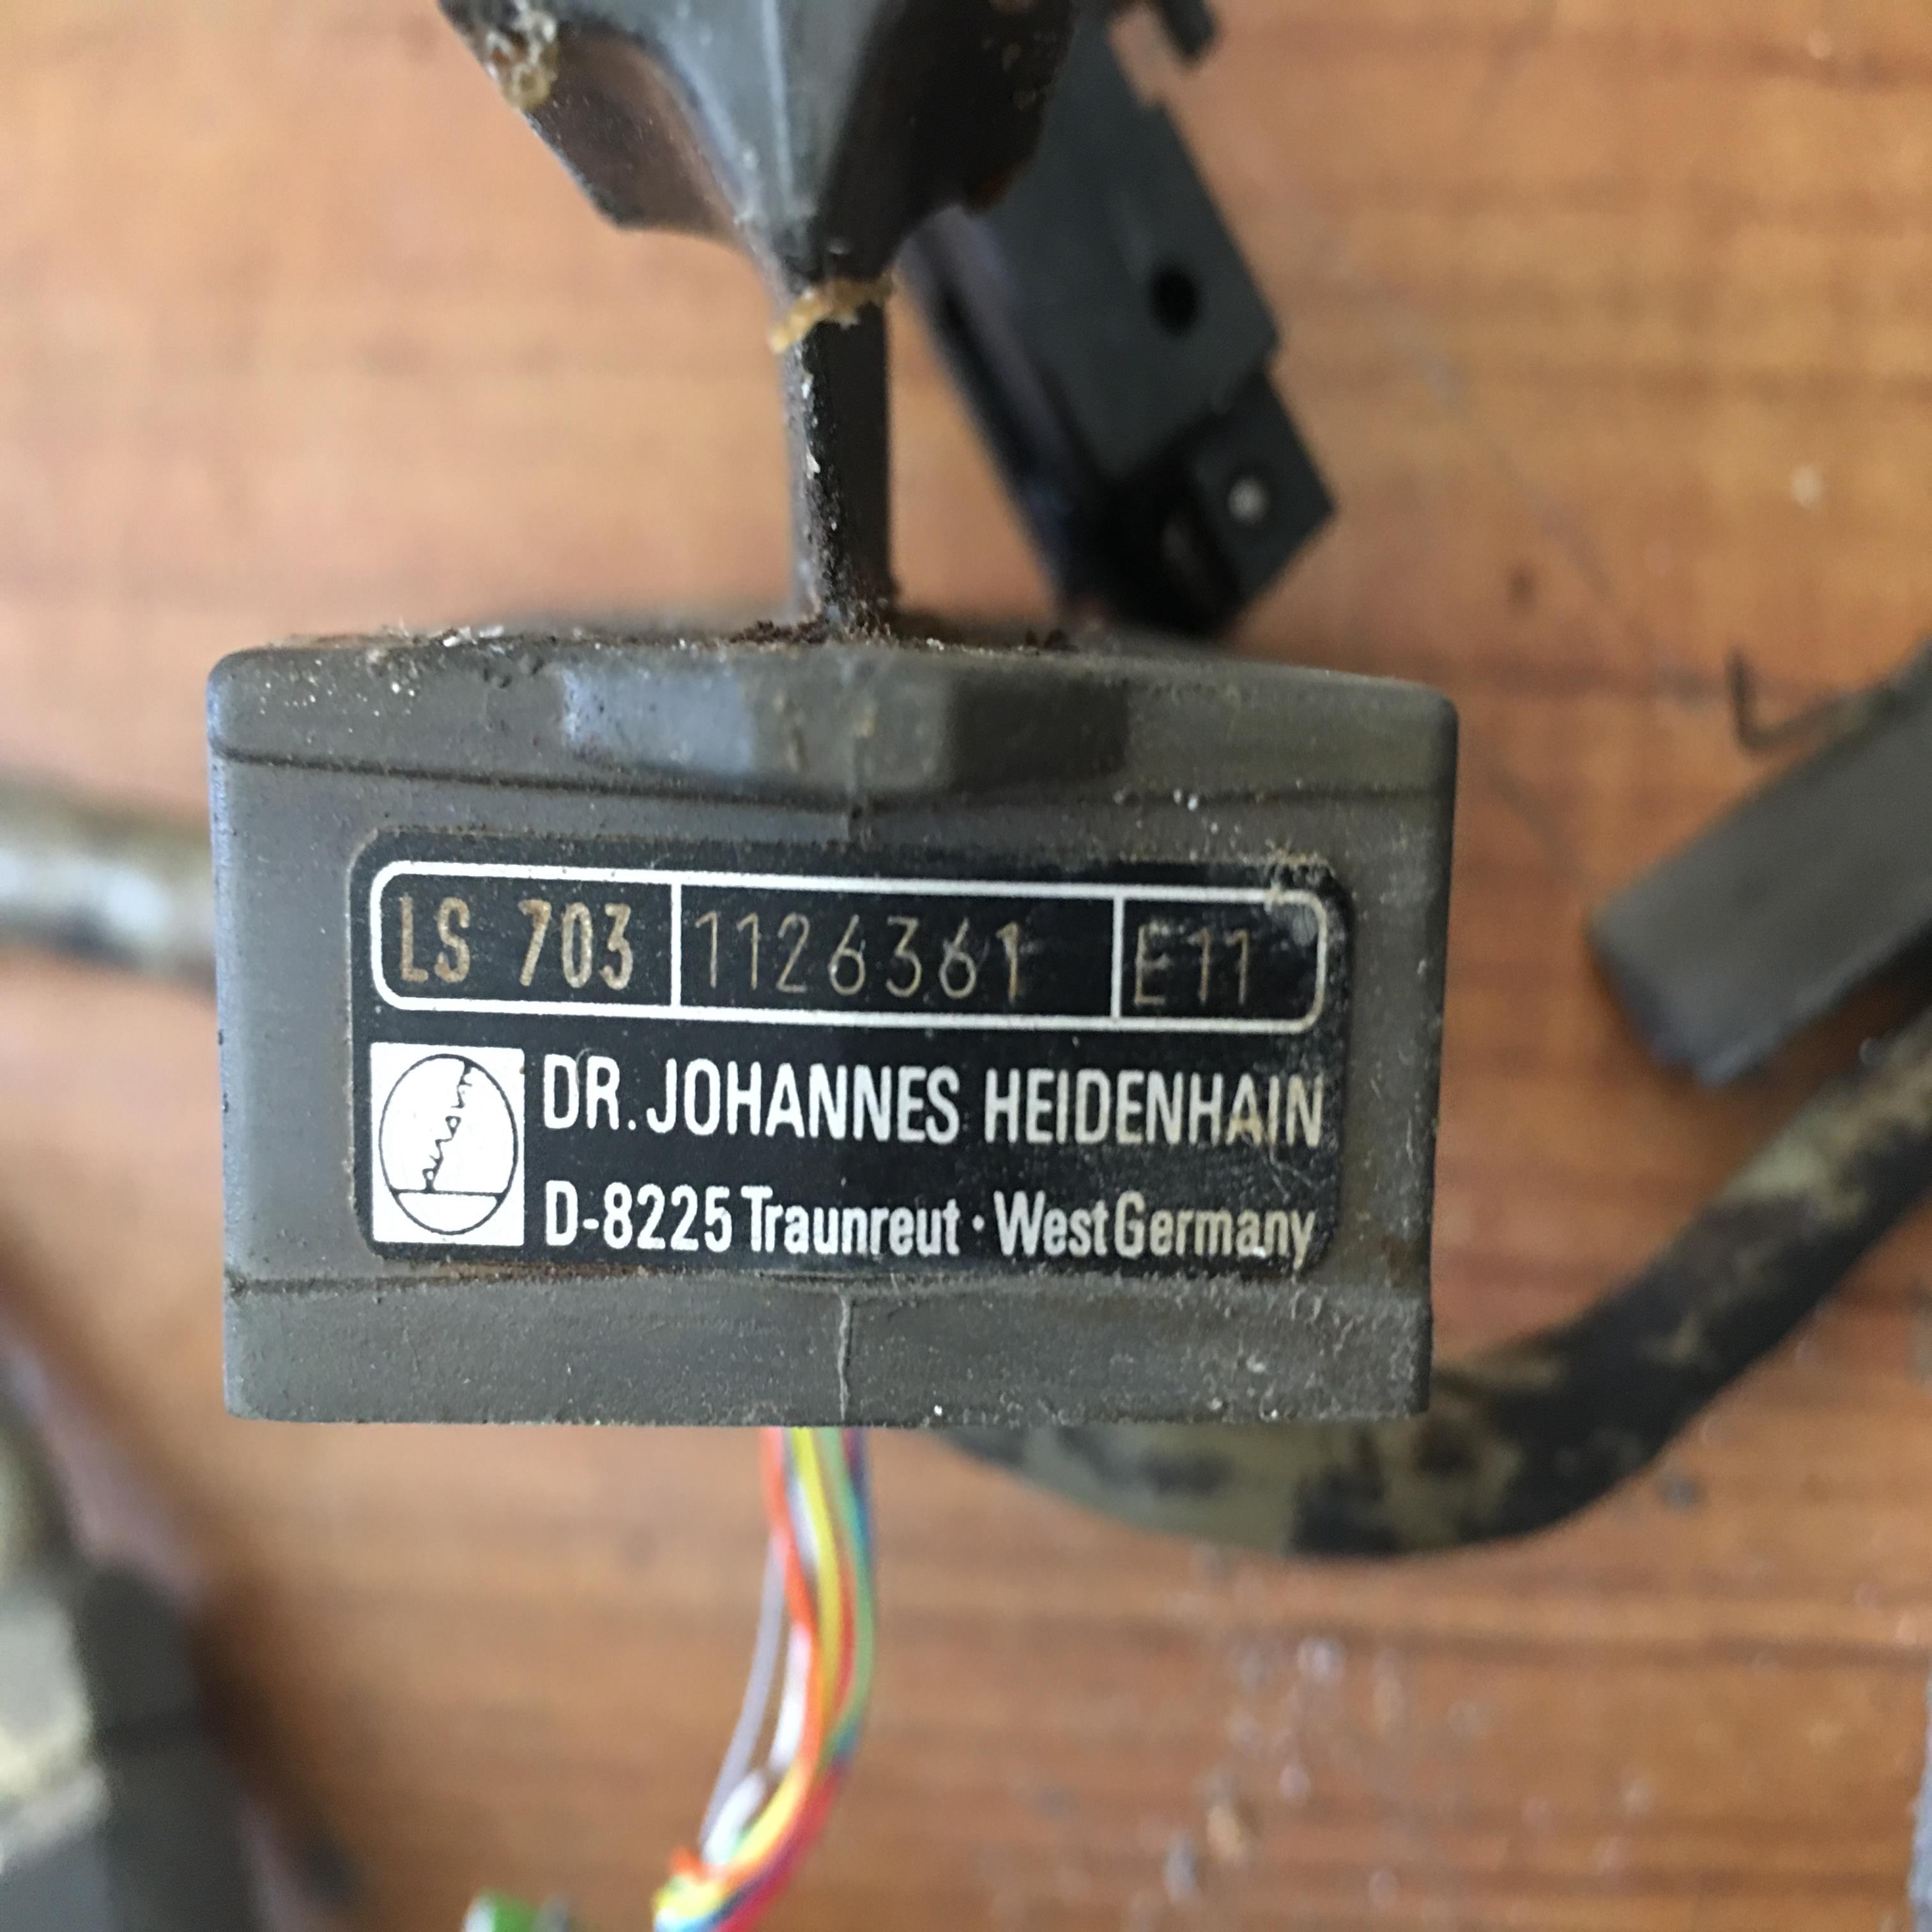 LS 703 1126361 E11
DR. JOHANNES HEIDENHAIN
D-8225 Traunreut · West Germany